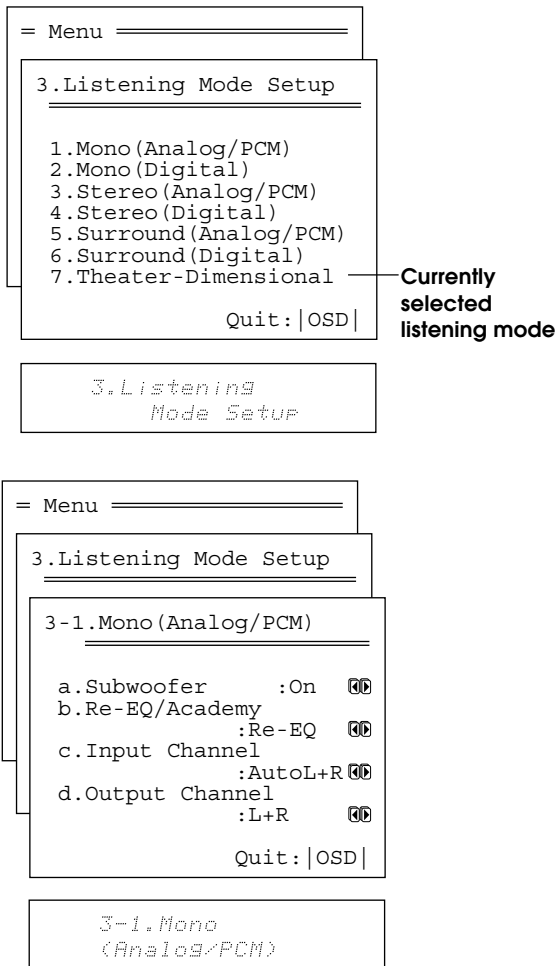 = Menu
3.Listening Mode Setup
1.Mono(Analog/PCM)
2.Mono(Digital)
3.Stereo(Analog/PCM)
4.Stereo(Digital)
5.Surround(Analog/PCM)
6.Surround(Digital)
7.Theater-Dimensional
Currently
selected
listening mode
Quit:|OSD|
3.Listening
Mode Setup
= Menu
3.Listening Mode Setup
3-1.Mono(Analog/PCM)
a.Subwoofer :On
b.Re-EQ/Academy
:Re-EQ
c.Input Channel
:AutoL+R
d.Output Channel
:L+R
Quit:|OSD|
3-1.Mono
(Analog/PCM)